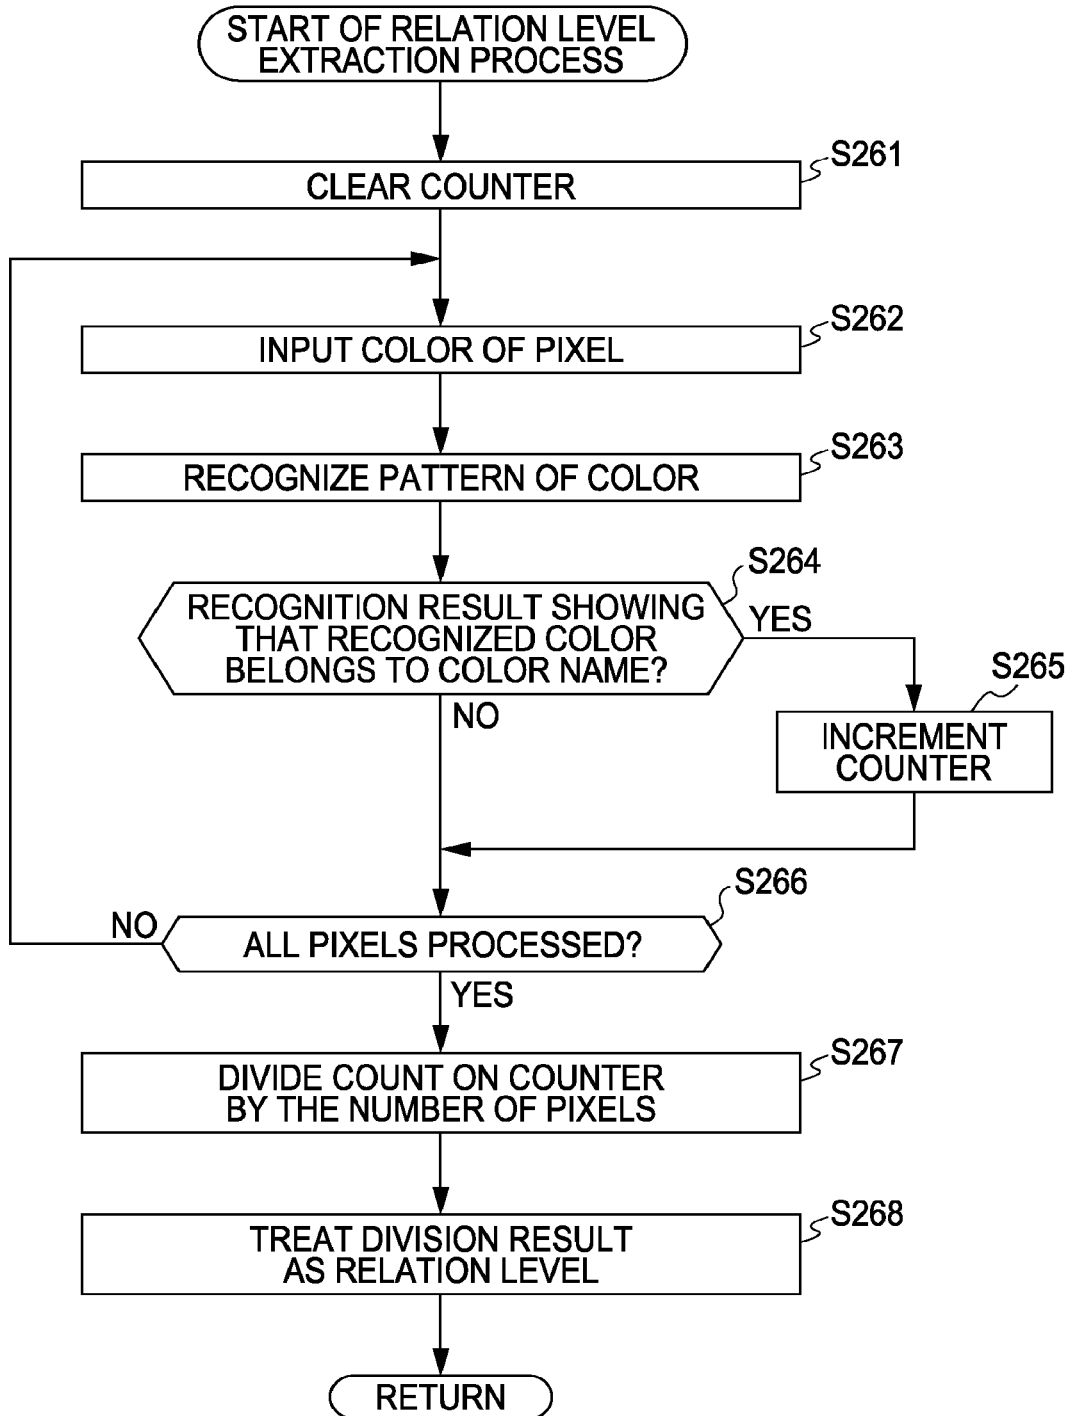 START OF RELATION LEVEL
EXTRACTION PROCESS
S261
CLEAR COUNTER
S262
INPUT COLOR OF PIXEL
S263
RECOGNIZE PATTERN OF COLOR
S264
RECOGNITION RESULT SHOWING
THAT RECOGNIZED COLOR
BELONGS TO COLOR NAME?
YES
NO
S265
INCREMENT
COUNTER
S266
NO
ALL PIXELS PROCESSED?
YES
S267
DIVIDE COUNT ON COUNTER
BY THE NUMBER OF PIXELS
S268
TREAT DIVISION RESULT
AS RELATION LEVEL
RETURN